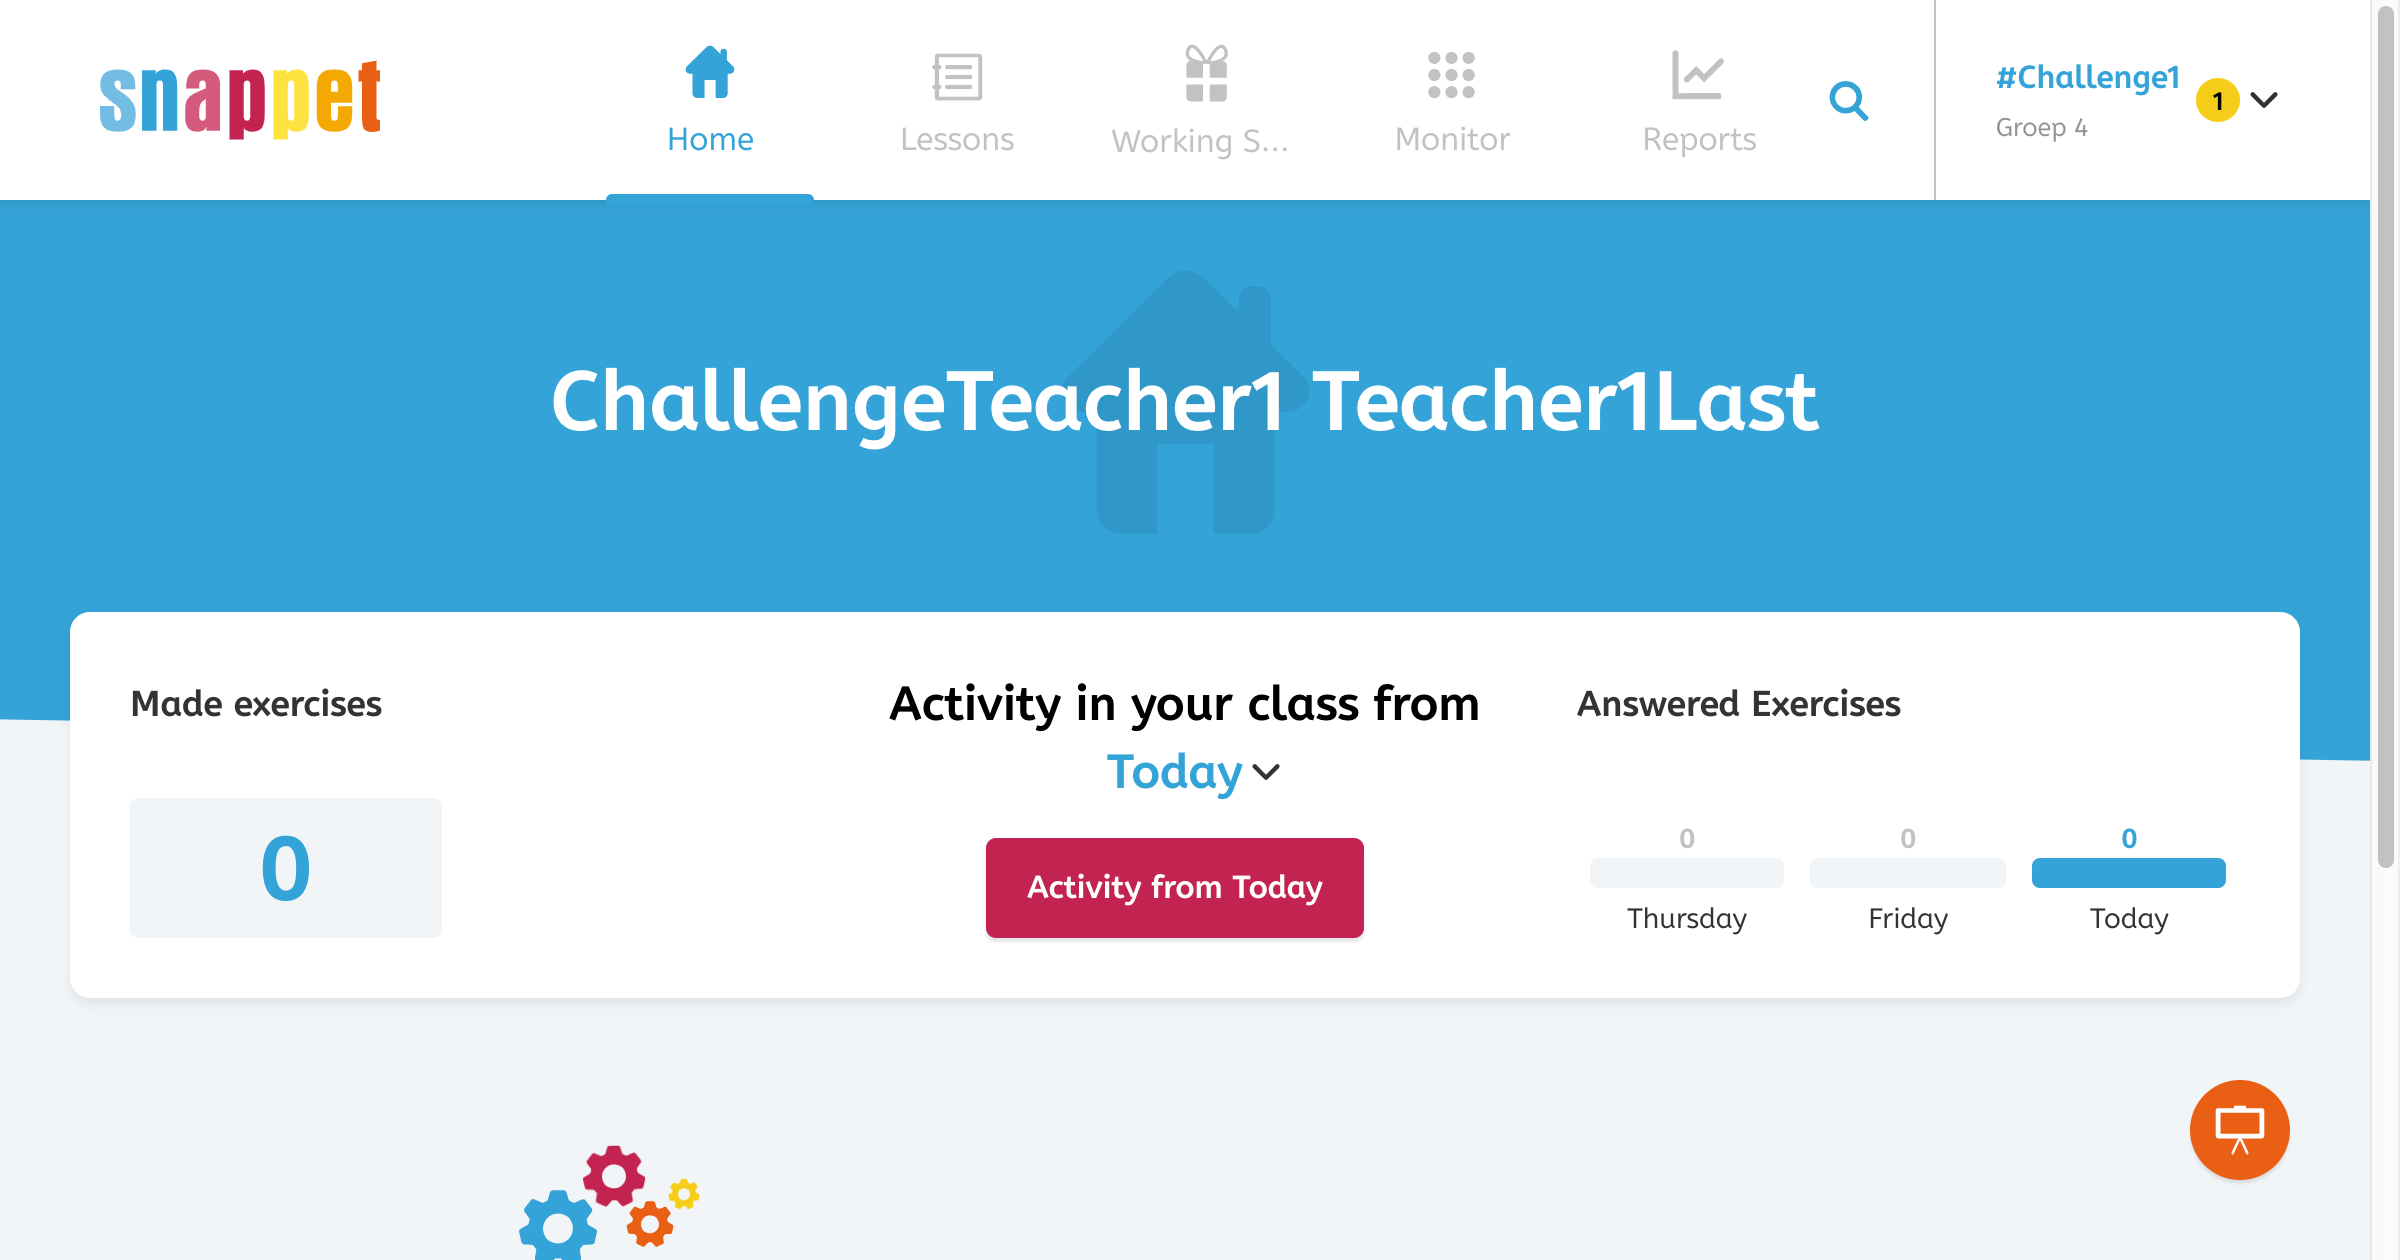 snappet
Home
Lessons
Working S...
Monitor
Reports
#Challenge1
Groep 4
1
ChallengeTeacher1 Teacher1Last
Made exercises
0
Activity in your class from
Today
Activity from Today
Answered Exercises
0 0 0
Thursday Friday Today